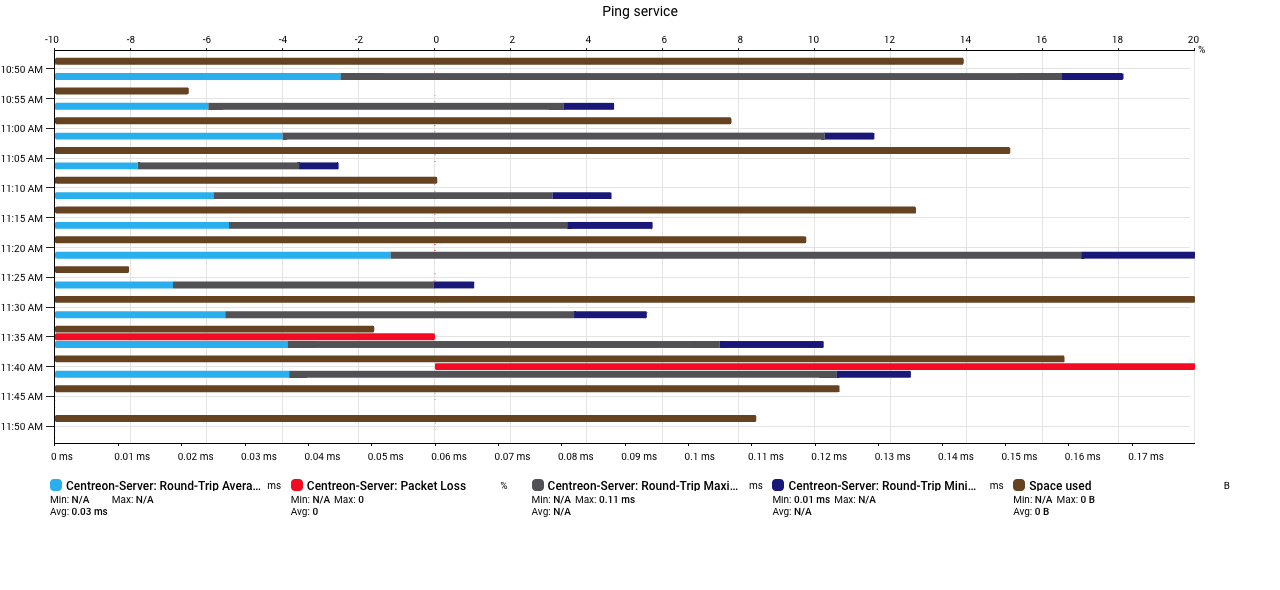 Ping service
-10 -8 -6 -4 -2 0 2 4 6 8 10 12 14 16 18 20
%
10:50 AM
10:55 AM
11:00 AM
11:05 AM
11:10 AM
11:15 AM
11:20 AM
11:25 AM
11:30 AM
11:35 AM
11:40 AM
11:45 AM
11:50 AM
0 ms 0.01 ms 0.02 ms 0.03 ms 0.04 ms 0.05 ms 0.06 ms 0.07 ms 0.08 ms 0.09 ms 0.1 ms 0.11 ms 0.12 ms 0.13 ms 0.14 ms 0.15 ms 0.16 ms 0.17 ms
Centreon-Server: Round-Trip Avera... ms Centreon-Server: Packet Loss % Centreon-Server: Round-Trip Maxi... ms Centreon-Server: Round-Trip Mini... ms Space used B
Min: N/A Max: N/A Min: N/A Max: 0 Min: N/A Max: 0.11 ms Min: 0.01 ms Max: N/A Min: N/A Max: 0 B
Avg: 0.03 ms Avg: 0 Avg: N/A Avg: N/A Avg: 0 B